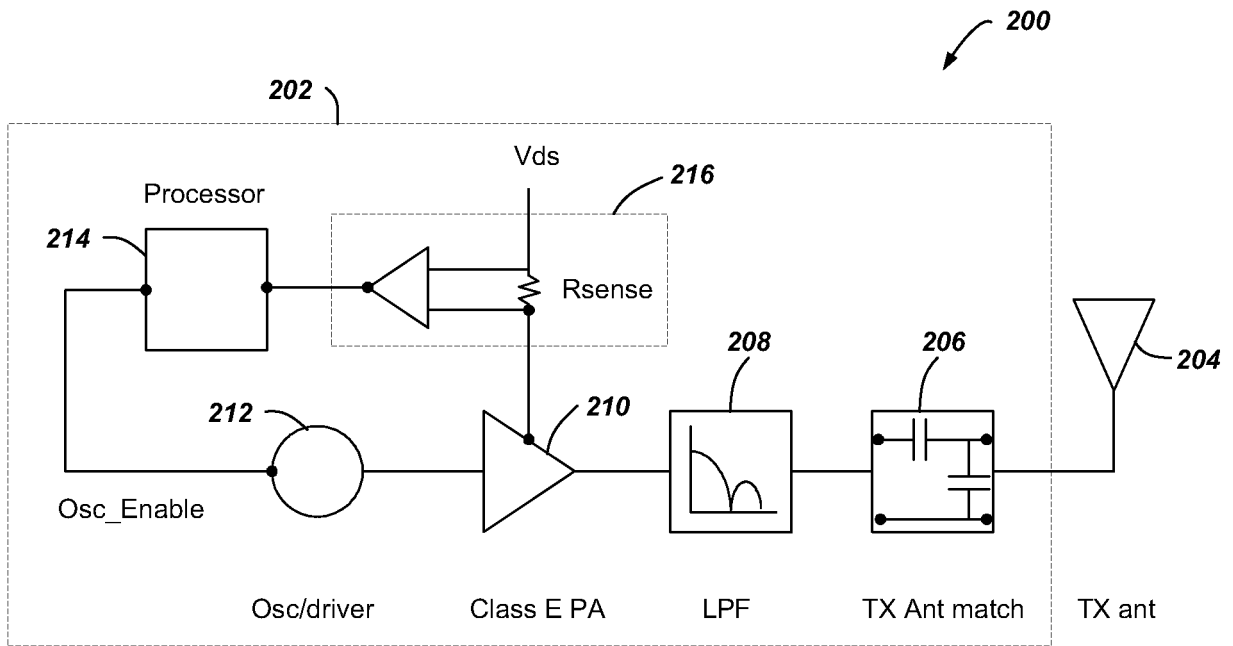 200
202
Vds
216
Processor
214
Rsense
208
206
204
212
210
Osc_Enable
Osc/driver
Class E PA
LPF
TX Ant match
TX ant